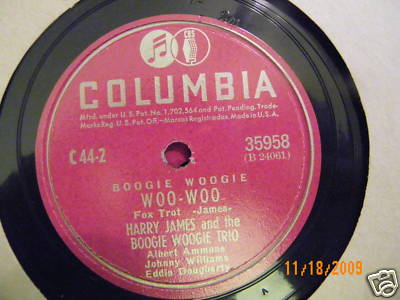 CBS
COLUMBIA
Mfrd. under U.S. Pat. No. 1,702,564 and Pat. Pending. Trade-
Marks Reg. U.S. Pat. Off.-Marcas Registradas. Made in U.S.A.
C 44-2
35958
(B 24061)
BOOGIE WOOGIE
WOO-WOO
Fox Trot -James-
HARRY JAMES and the
BOOGIE WOOGIE TRIO
Albert Ammons
Johnny Williams
Eddie Dougherty
A
11/18/2009